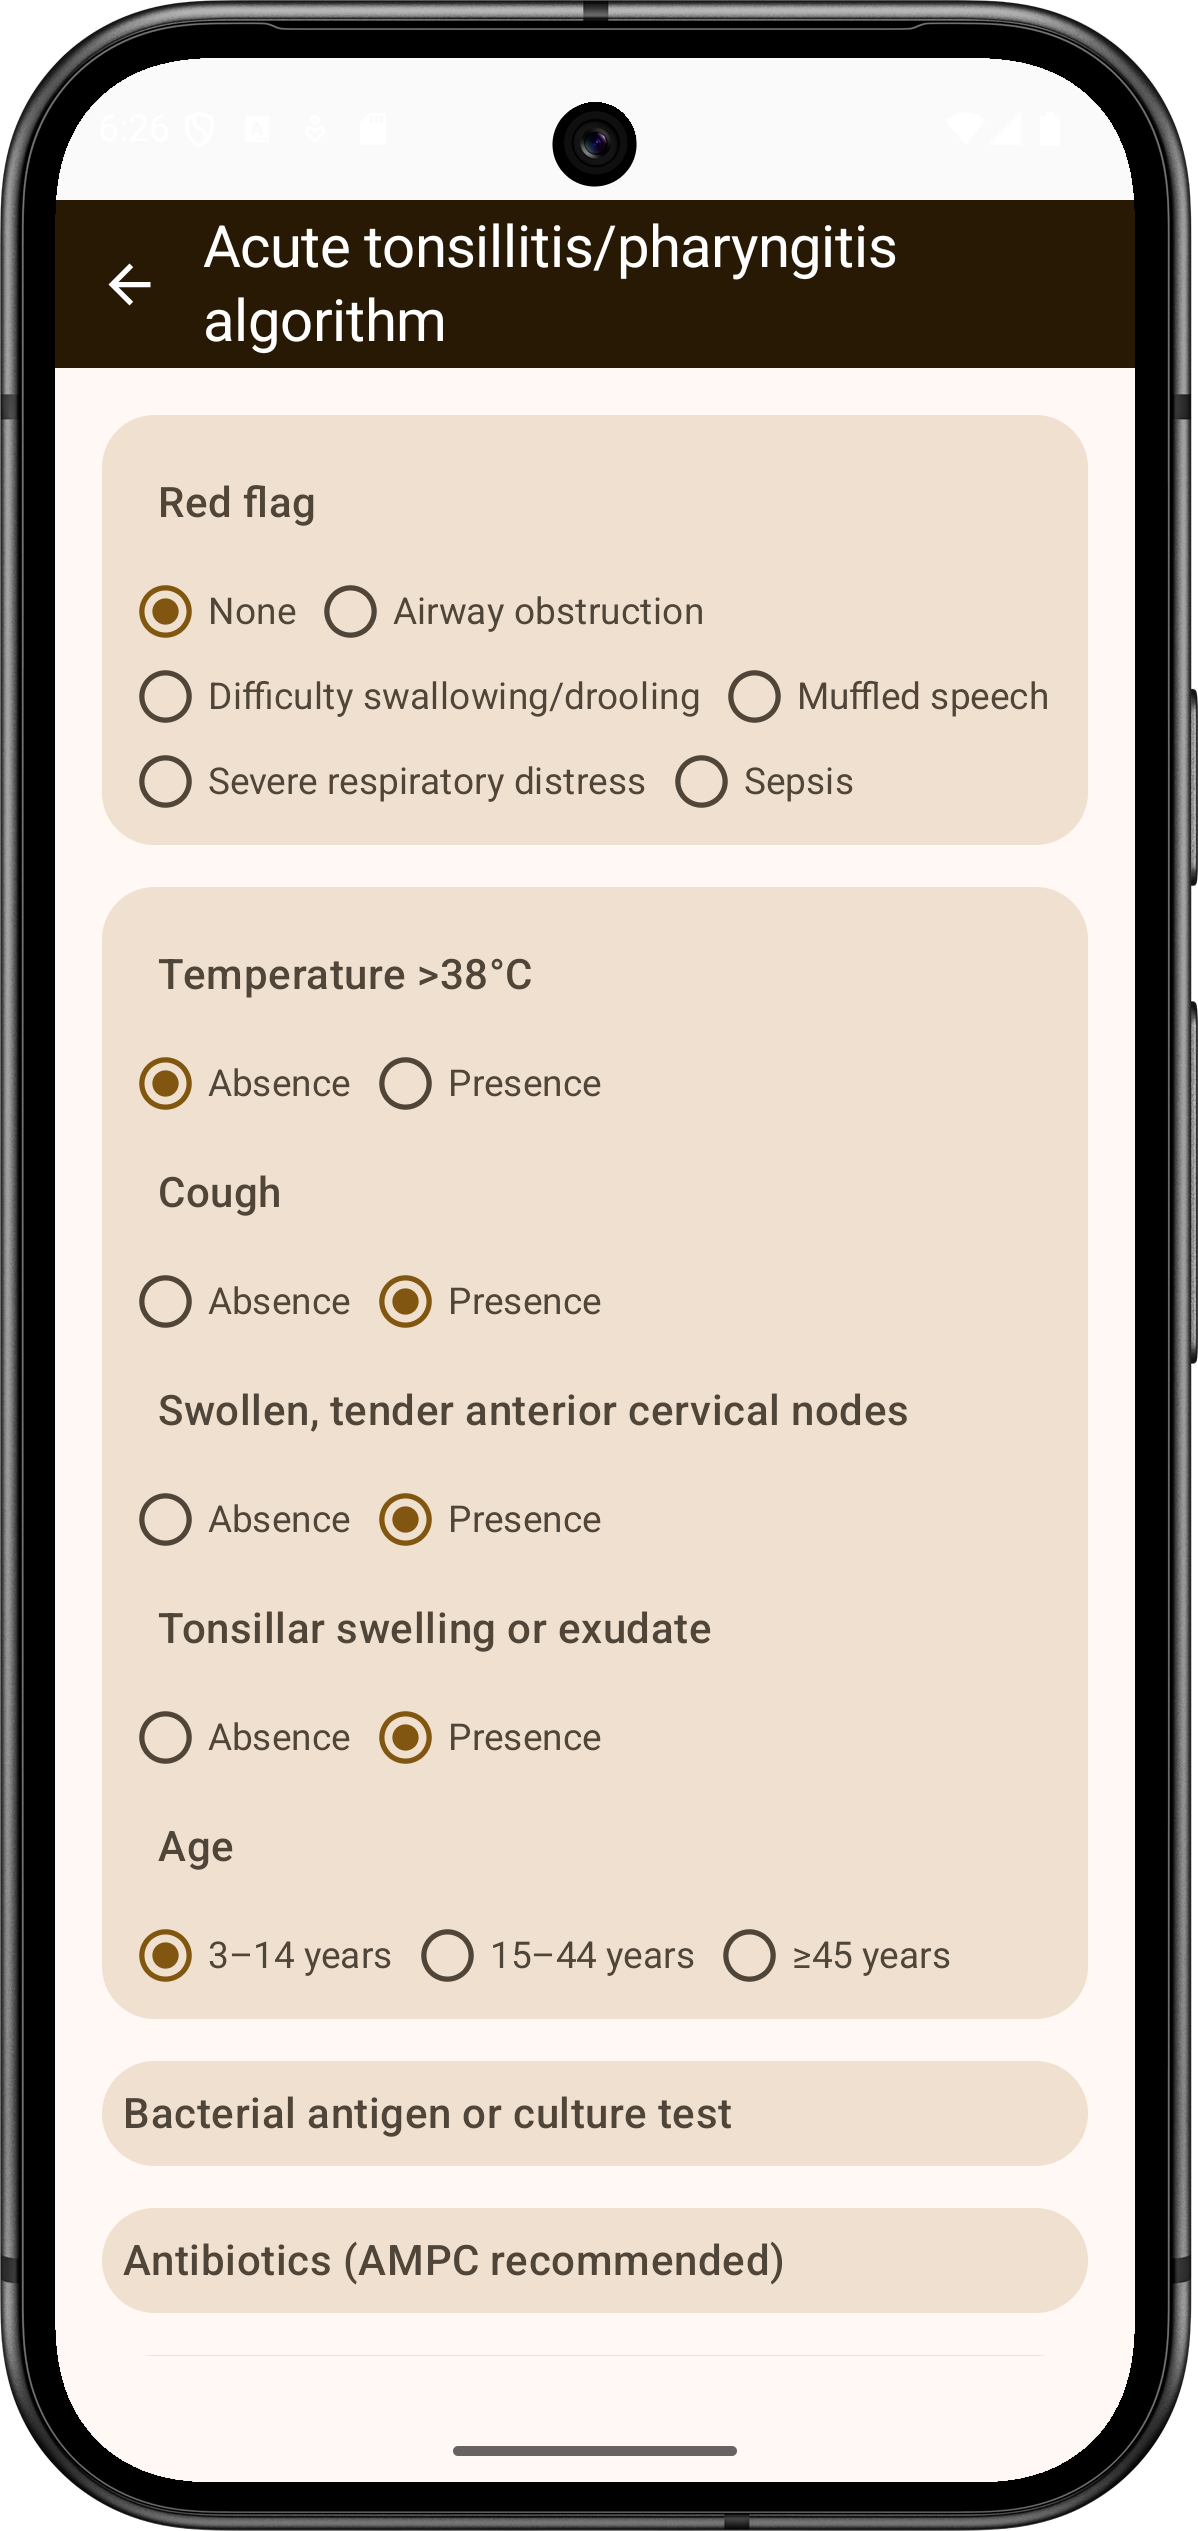 6:26
Acute tonsillitis/pharyngitis
algorithm
Red flag
None Airway obstruction
Difficulty swallowing/drooling Muffled speech
Severe respiratory distress Sepsis
Temperature >38°C
Absence Presence
Cough
Absence Presence
Swollen, tender anterior cervical nodes
Absence Presence
Tonsillar swelling or exudate
Absence Presence
Age
3–14 years 15–44 years ≥45 years
Bacterial antigen or culture test
Antibiotics (AMPC recommended)